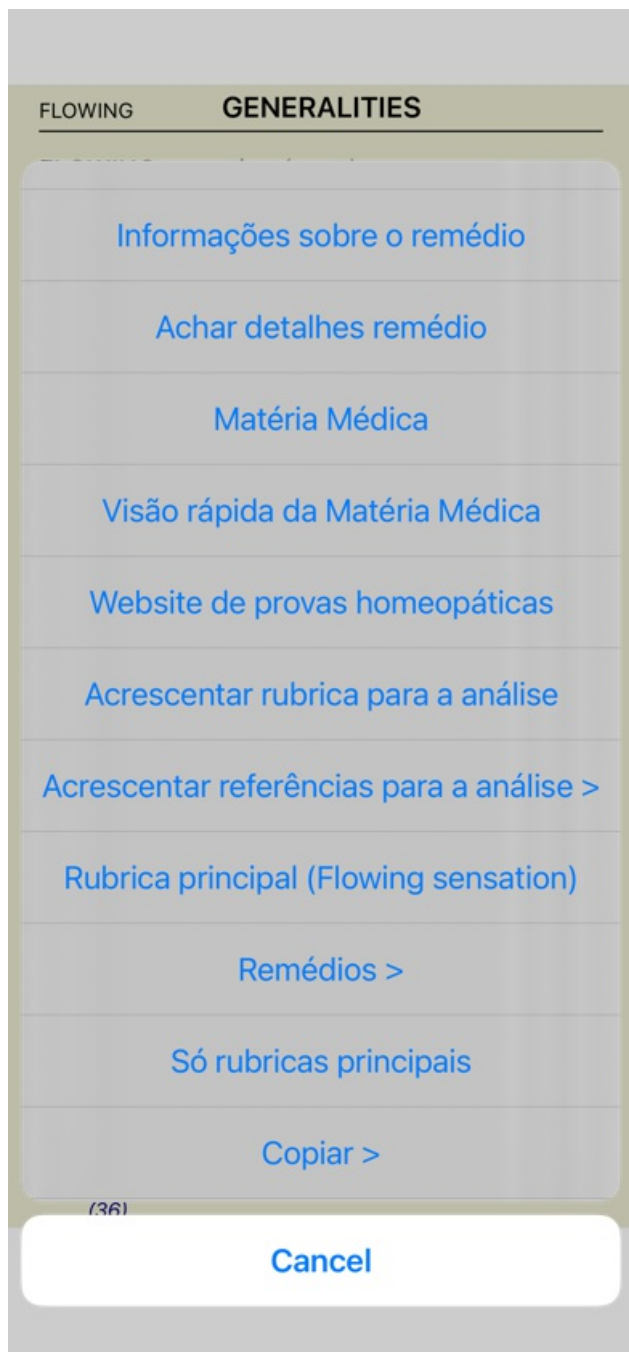 FLOWING GENERALITIES
Informações sobre o remédio
Achar detalhes remédio
Matéria Médica
Visão rápida da Matéria Médica
Website de provas homeopáticas
Acrescentar rubrica para a análise
Acrescentar referências para a análise >
Rubrica principal (Flowing sensation)
Remédios >
Só rubricas principais
Copiar >
(36)
Cancel